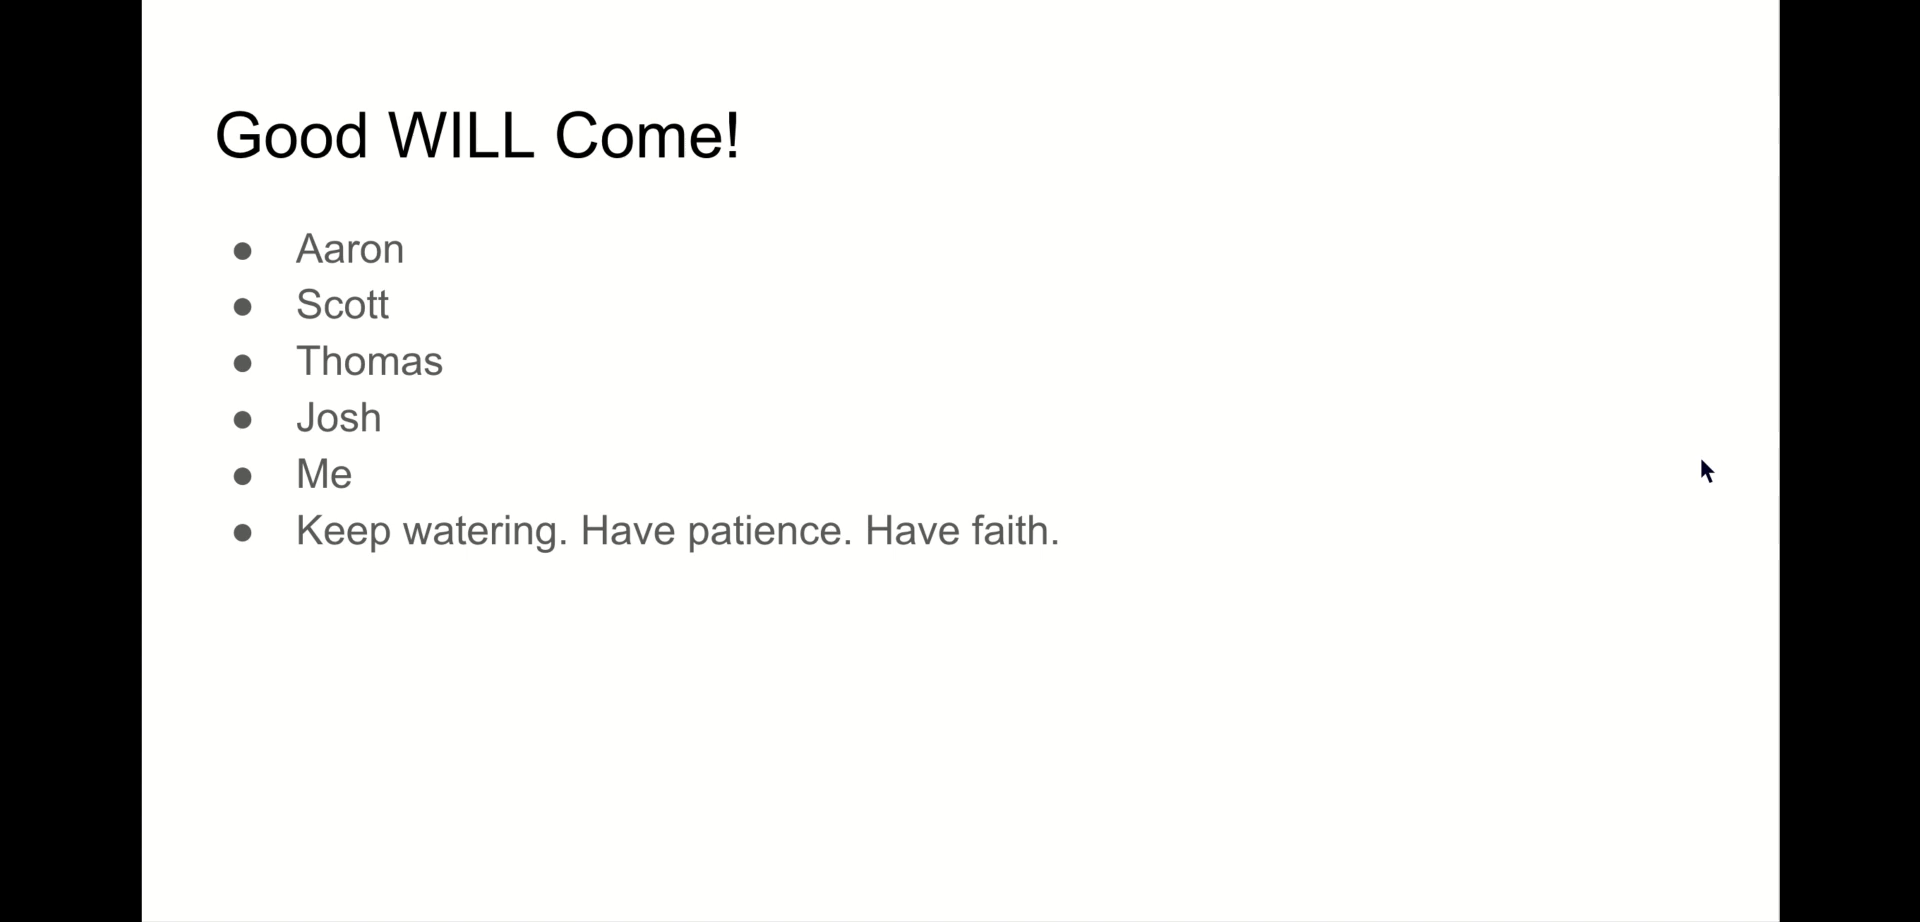 Good WILL Come!
● Aaron
● Scott
● Thomas
● Josh
● Me
● Keep watering. Have patience. Have faith.